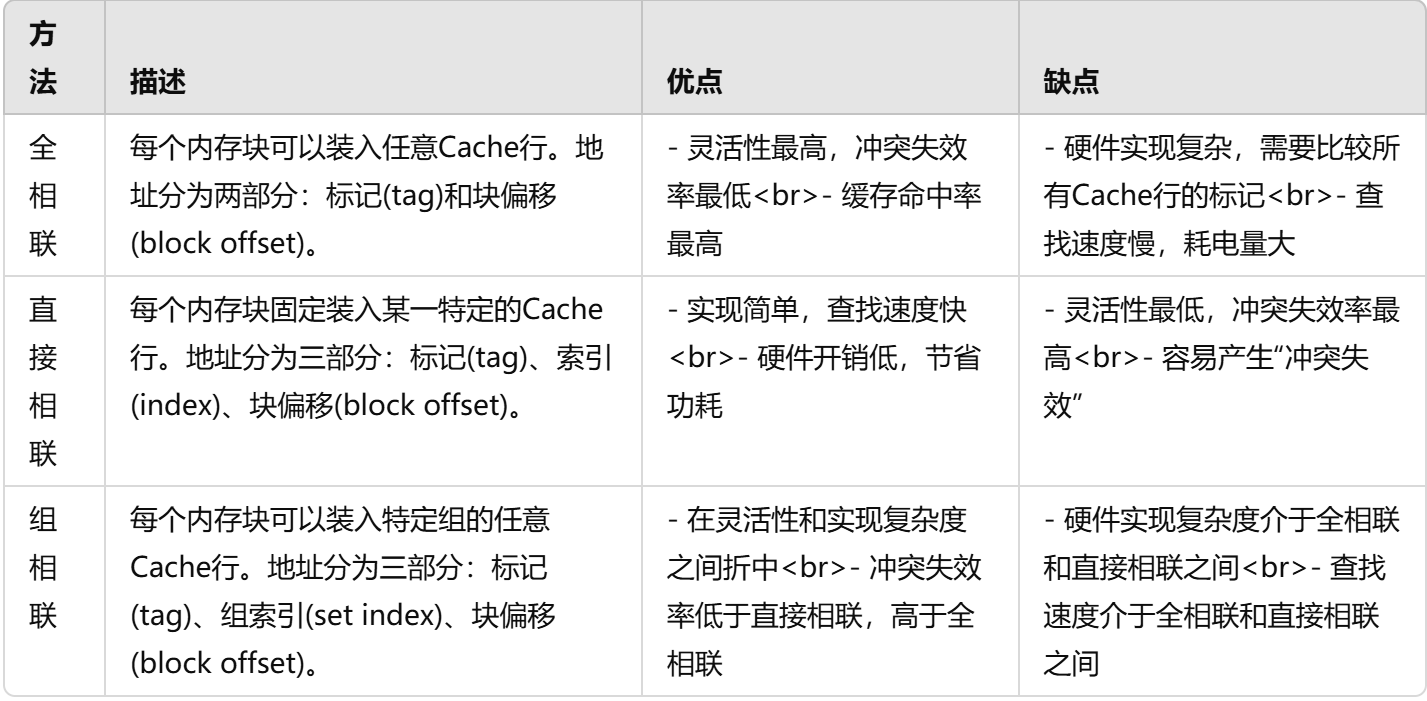 方
法
描述
优点
缺点
全
相
联
每个内存块可以装入任意Cache行。地
址分为两部分：标记(tag)和块偏移
(block offset)。
- 灵活性最高，冲突失效
率最低<br>- 缓存命中率
最高
- 硬件实现复杂，需要比较所
有Cache行的标记<br>- 查
找速度慢，耗电量大
直
接
相
联
每个内存块固定装入某一特定的Cache
行。地址分为三部分：标记(tag)、索引
(index)、块偏移(block offset)。
- 实现简单，查找速度快
<br>- 硬件开销低，节省
功耗
- 灵活性最低，冲突失效率最
高<br>- 容易产生“冲突失
效”
组
相
联
每个内存块可以装入特定组的任意
Cache行。地址分为三部分：标记
(tag)、组索引(set index)、块偏移
(block offset)。
- 在灵活性和实现复杂度
之间折中<br>- 冲突失效
率低于直接相联，高于全
相联
- 硬件实现复杂度介于全相联
和直接相联之间<br>- 查找
速度介于全相联和直接相联
之间